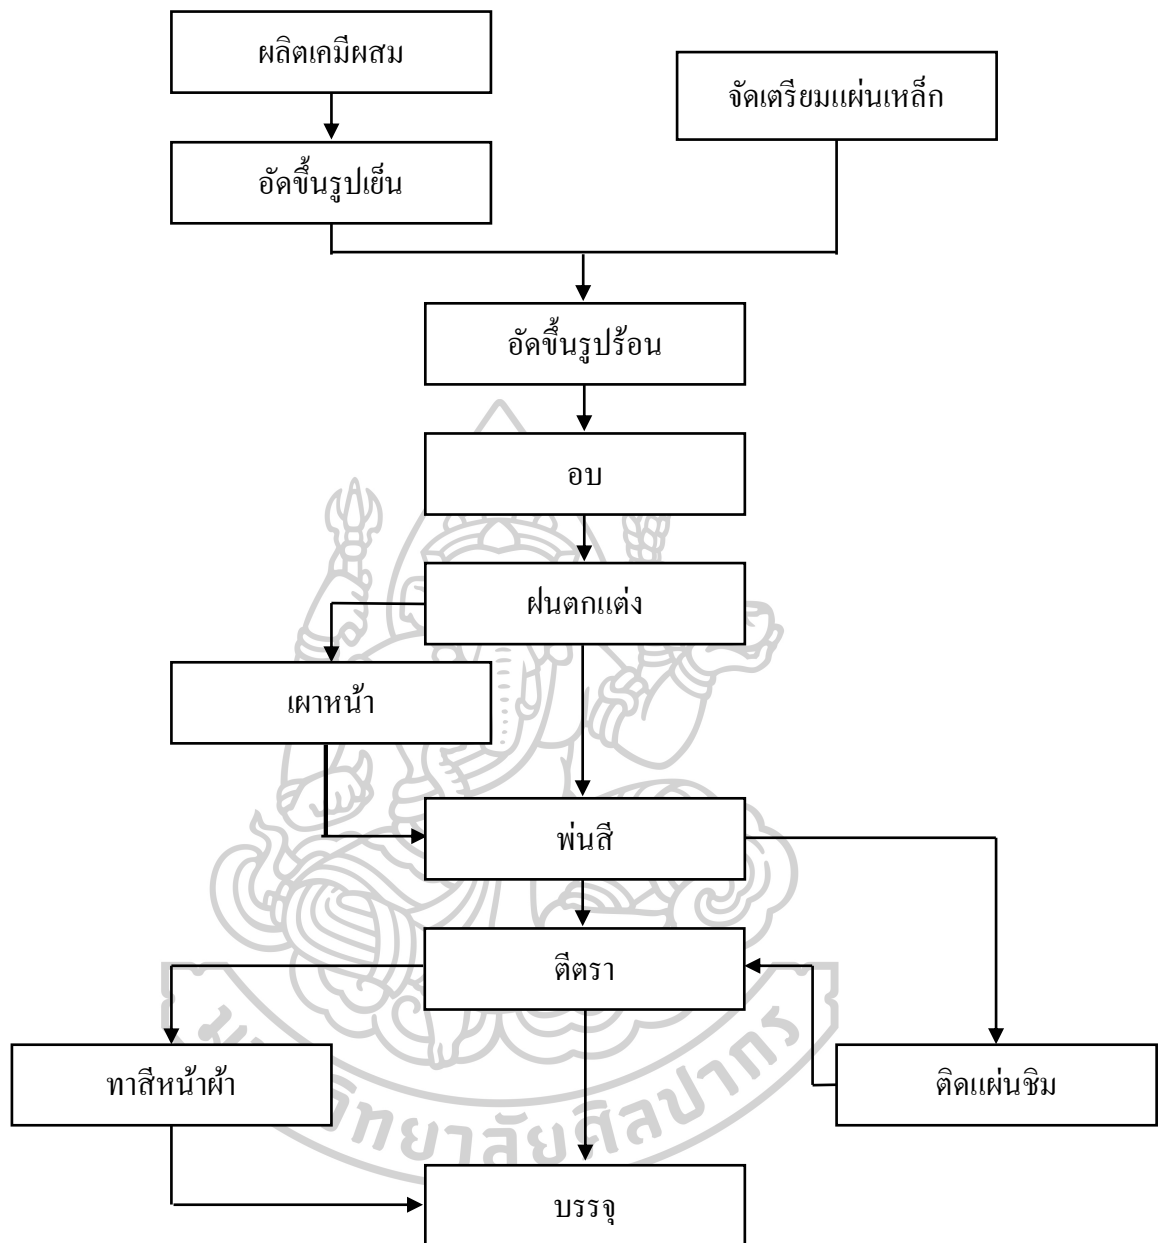 ผลิตเคมีผสม
จัดเตรียมแผ่นเหล็ก
อัดขึ้นรูปเย็น
อัดขึ้นรูปร้อน
อบ
ฝนตกแต่ง
เผาหน้า
พ่นสี
ตีตรา
ทาสีหน้าผ้า
ติดแผ่นชิม
บรรจุ